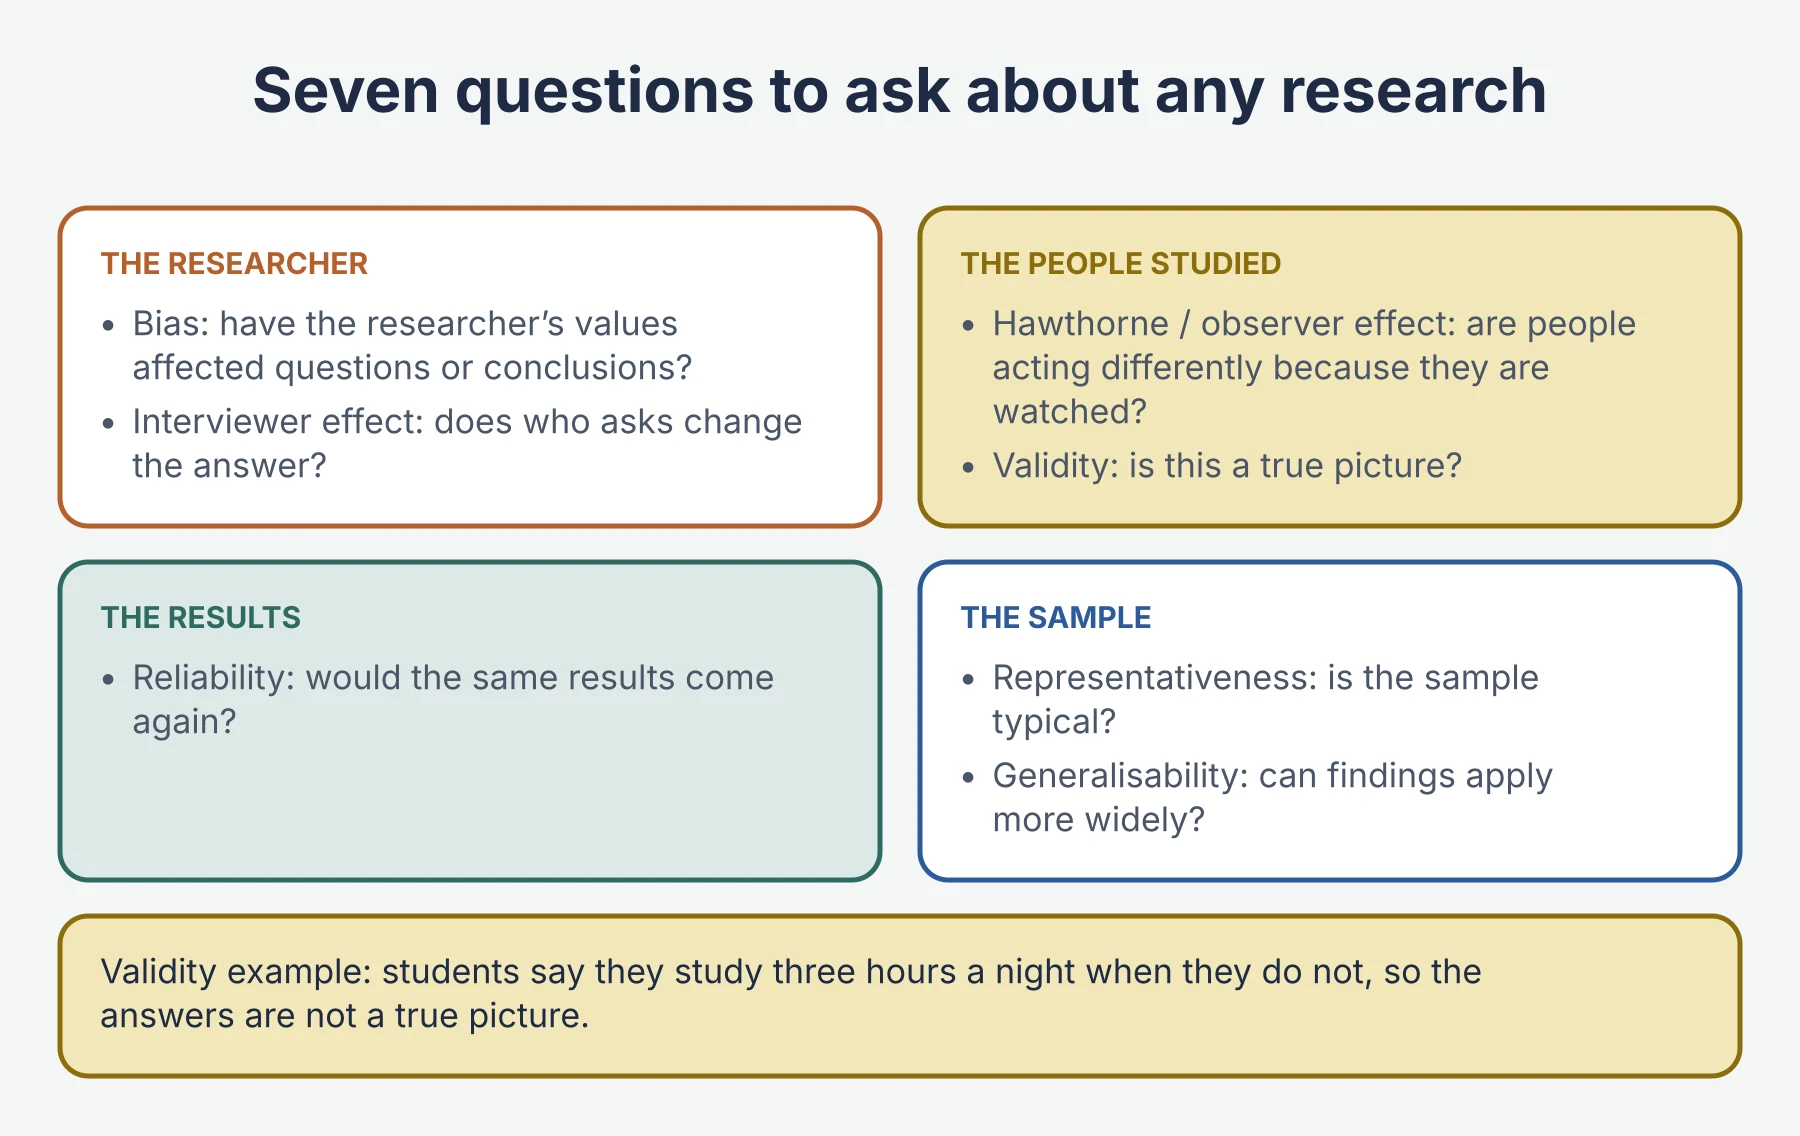 Seven questions to ask about any research
THE RESEARCHER
• Bias: have the researcher’s values
affected questions or conclusions?
• Interviewer effect: does who asks change
the answer?
THE PEOPLE STUDIED
• Hawthorne / observer effect: are people
acting differently because they are
watched?
• Validity: is this a true picture?
THE RESULTS
• Reliability: would the same results come
again?
THE SAMPLE
• Representativeness: is the sample
typical?
• Generalisability: can findings apply
more widely?
Validity example: students say they study three hours a night when they do not, so the
answers are not a true picture.